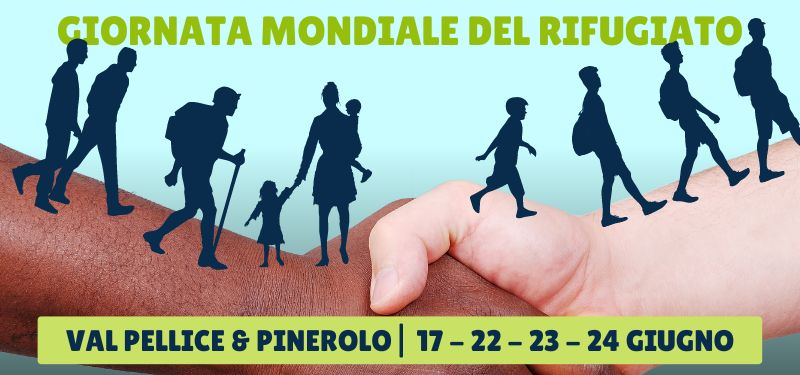 GIORNATA MONDIALE DEL RIFUGIATO
VAL PELLICE & PINEROLO | 17 – 22 – 23 – 24 GIUGNO